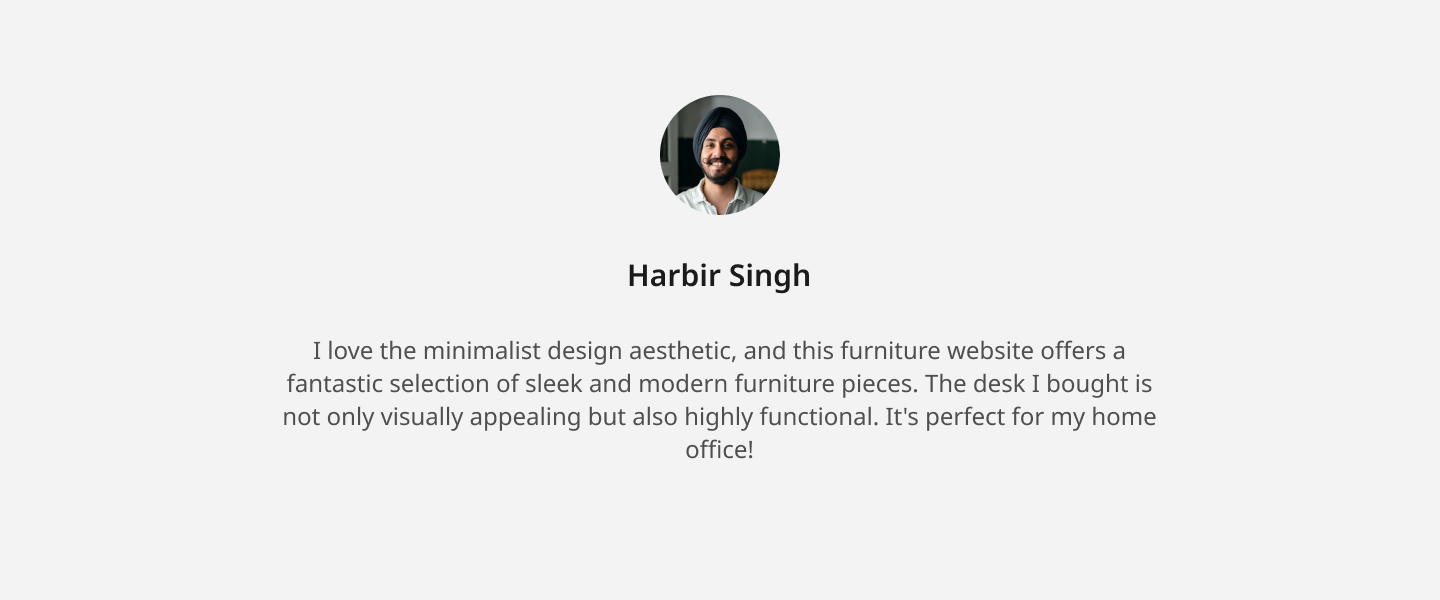 Harbir Singh
I love the minimalist design aesthetic, and this furniture website offers a
fantastic selection of sleek and modern furniture pieces. The desk I bought is
not only visually appealing but also highly functional. It's perfect for my home
office!